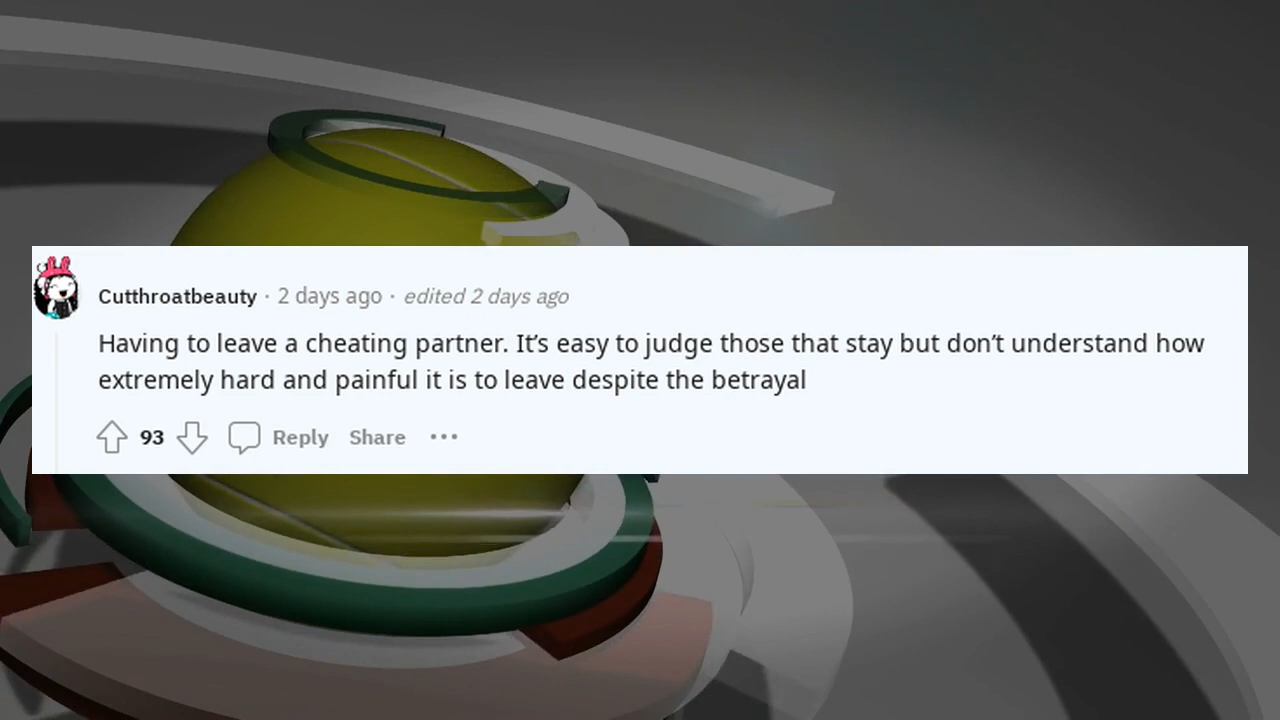 Cutthroatbeauty · 2 days ago · edited 2 days ago
Having to leave a cheating partner. It’s easy to judge those that stay but don’t understand how
extremely hard and painful it is to leave despite the betrayal
93 Reply Share ···